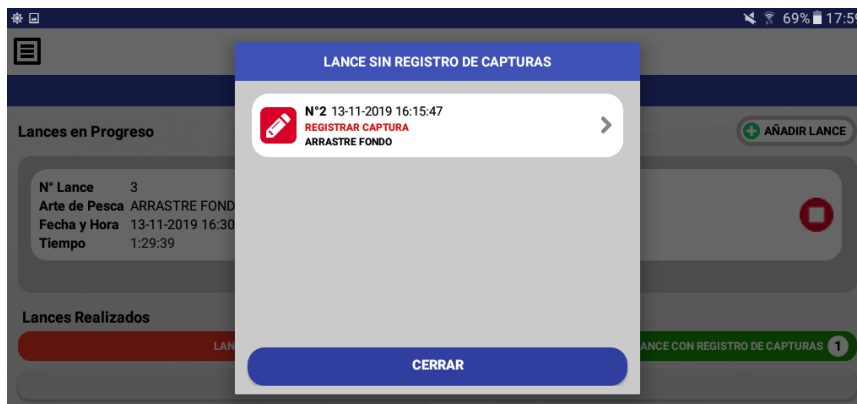 69% 17:59
LANCE SIN REGISTRO DE CAPTURAS
N°2 13-11-2019 16:15:47
REGISTRAR CAPTURA
ARRASTRE FONDO
Lances en Progreso
AÑADIR LANCE
N° Lance 3
Arte de Pesca ARRASTRE FOND
Fecha y Hora 13-11-2019 16:30
Tiempo 1:29:39
Lances Realizados
LAN
ANCE CON REGISTRO DE CAPTURAS 1
CERRAR